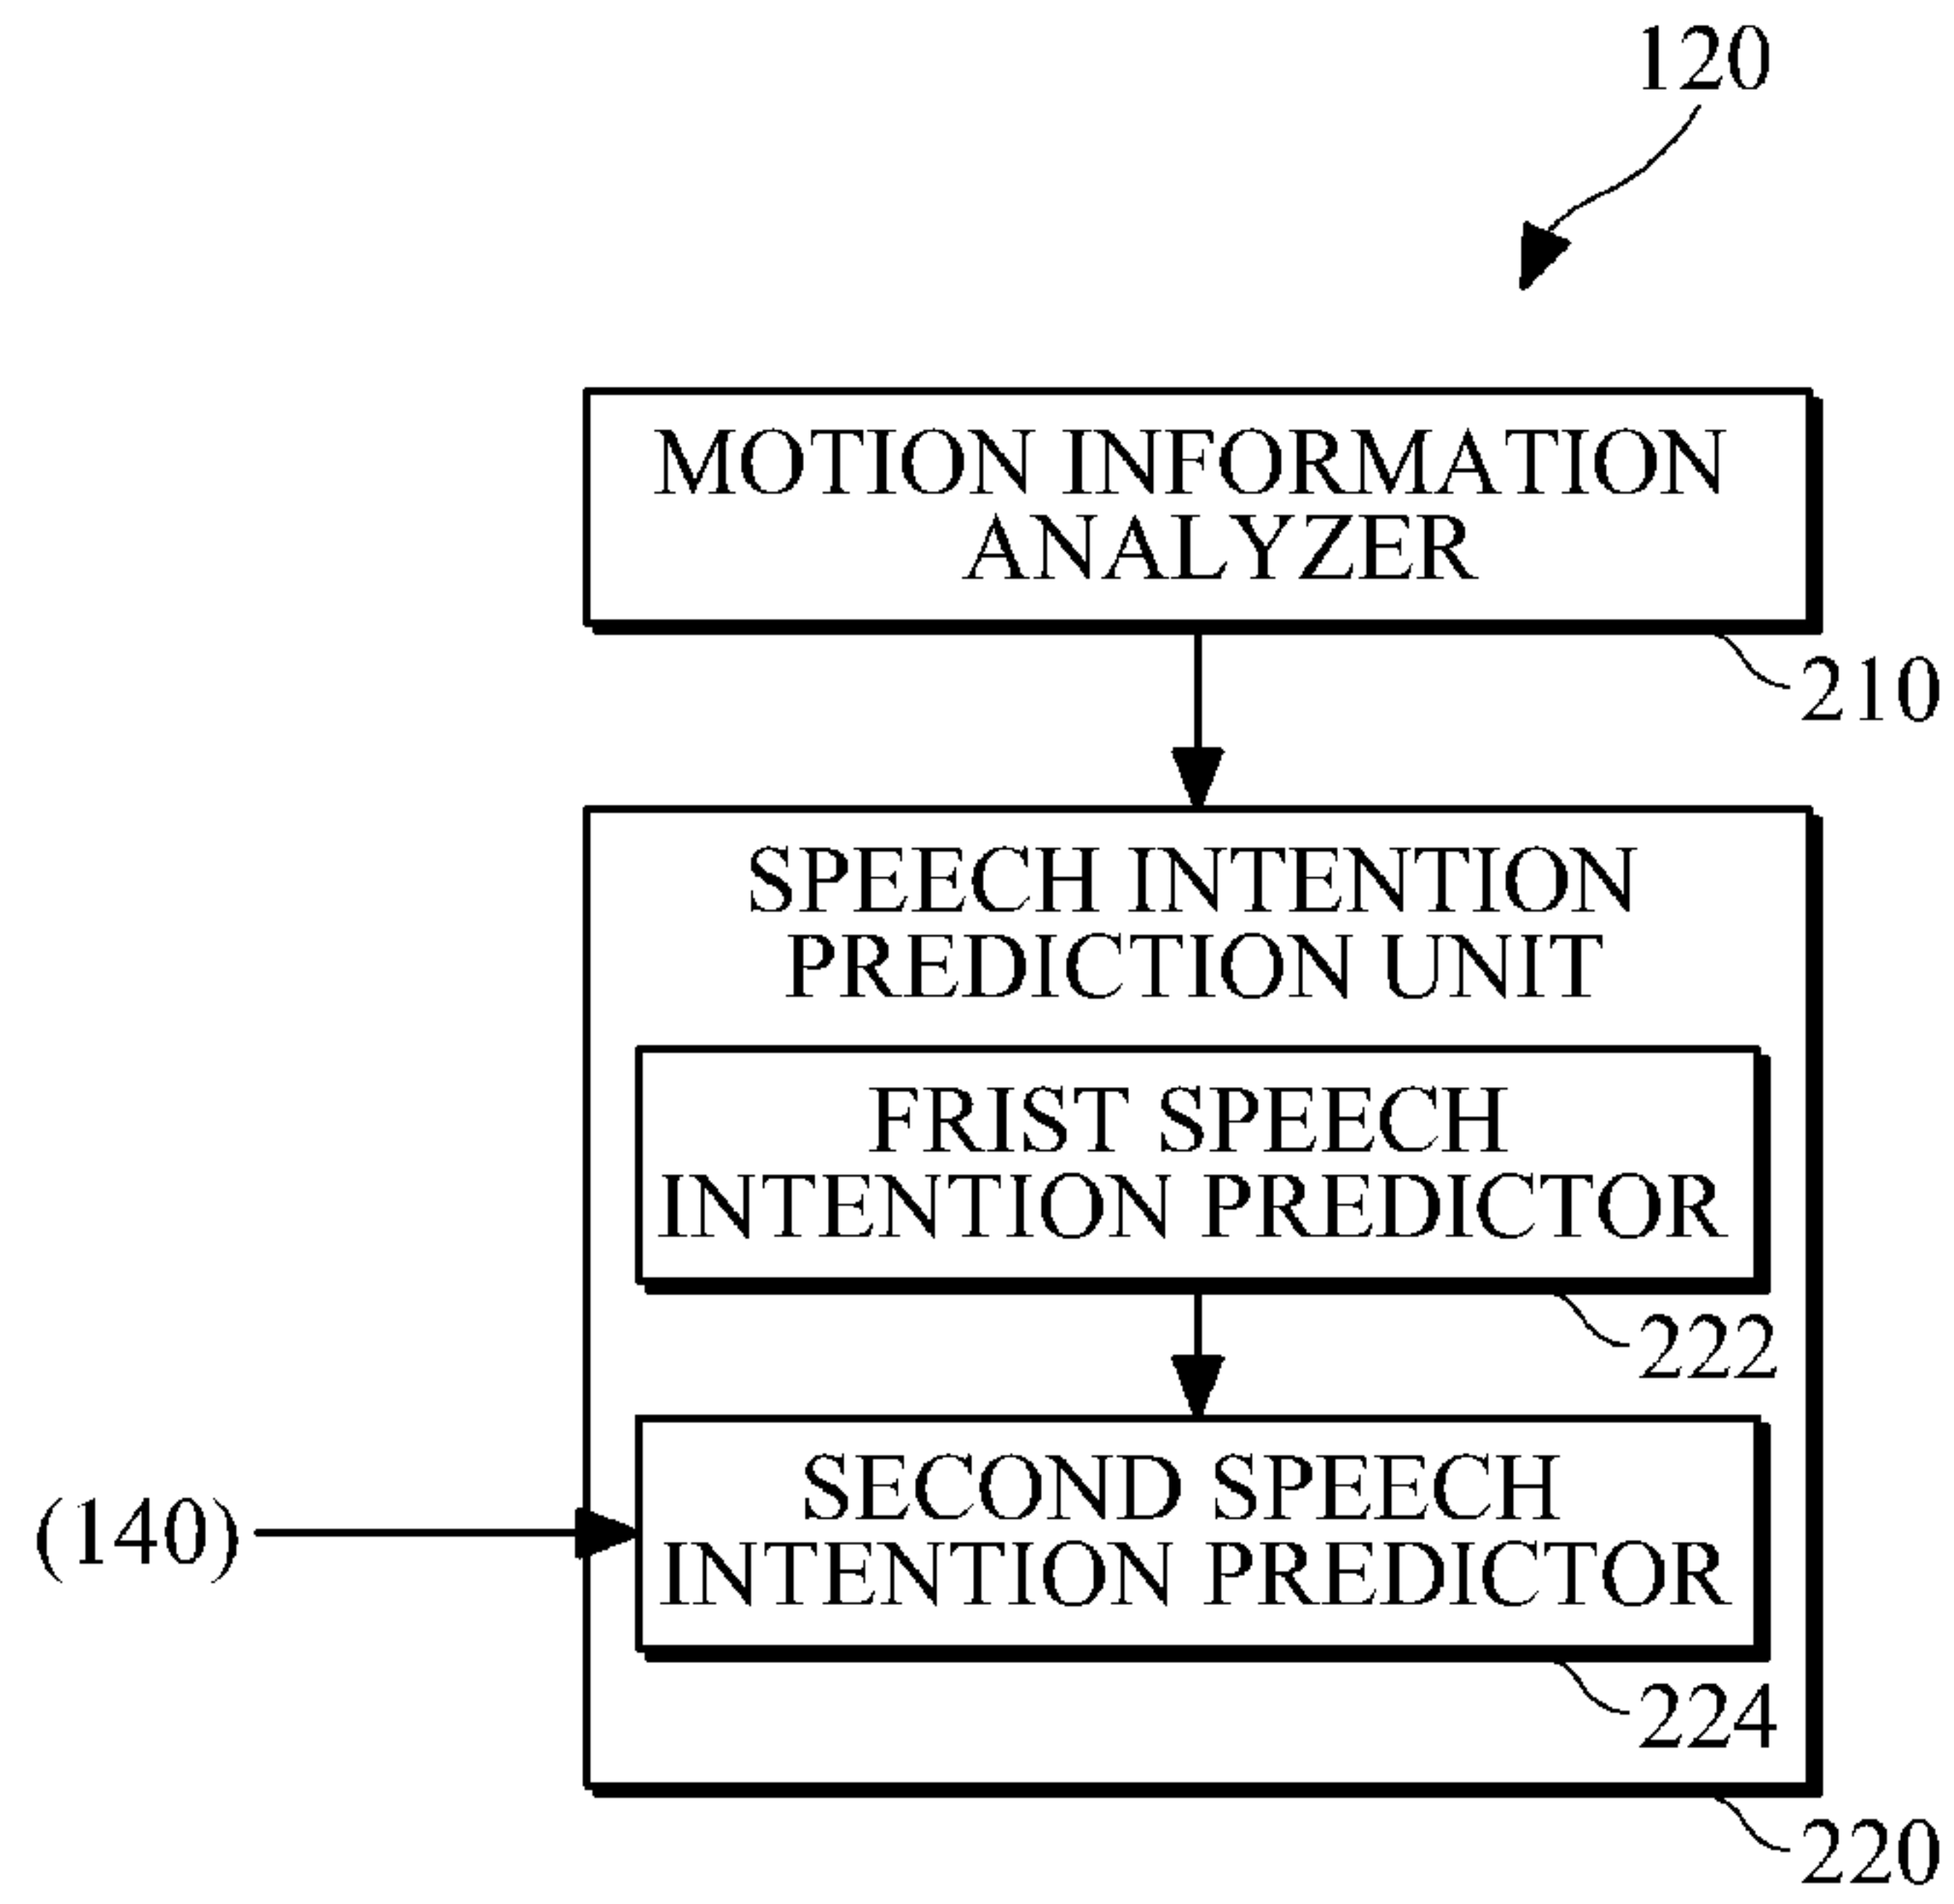 120
MOTION INFORMATION
ANALYZER
210
SPEECH INTENTION
PREDICTION UNIT
FRIST SPEECH
INTENTION PREDICTOR
222
SECOND SPEECH
INTENTION PREDICTOR
(140)
224
220